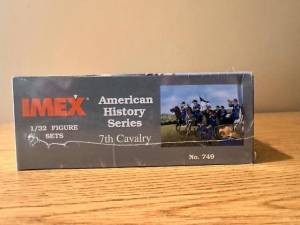 IMEX
1/32 FIGURE
SETS
American
History
Series
7th Cavalry
No. 749